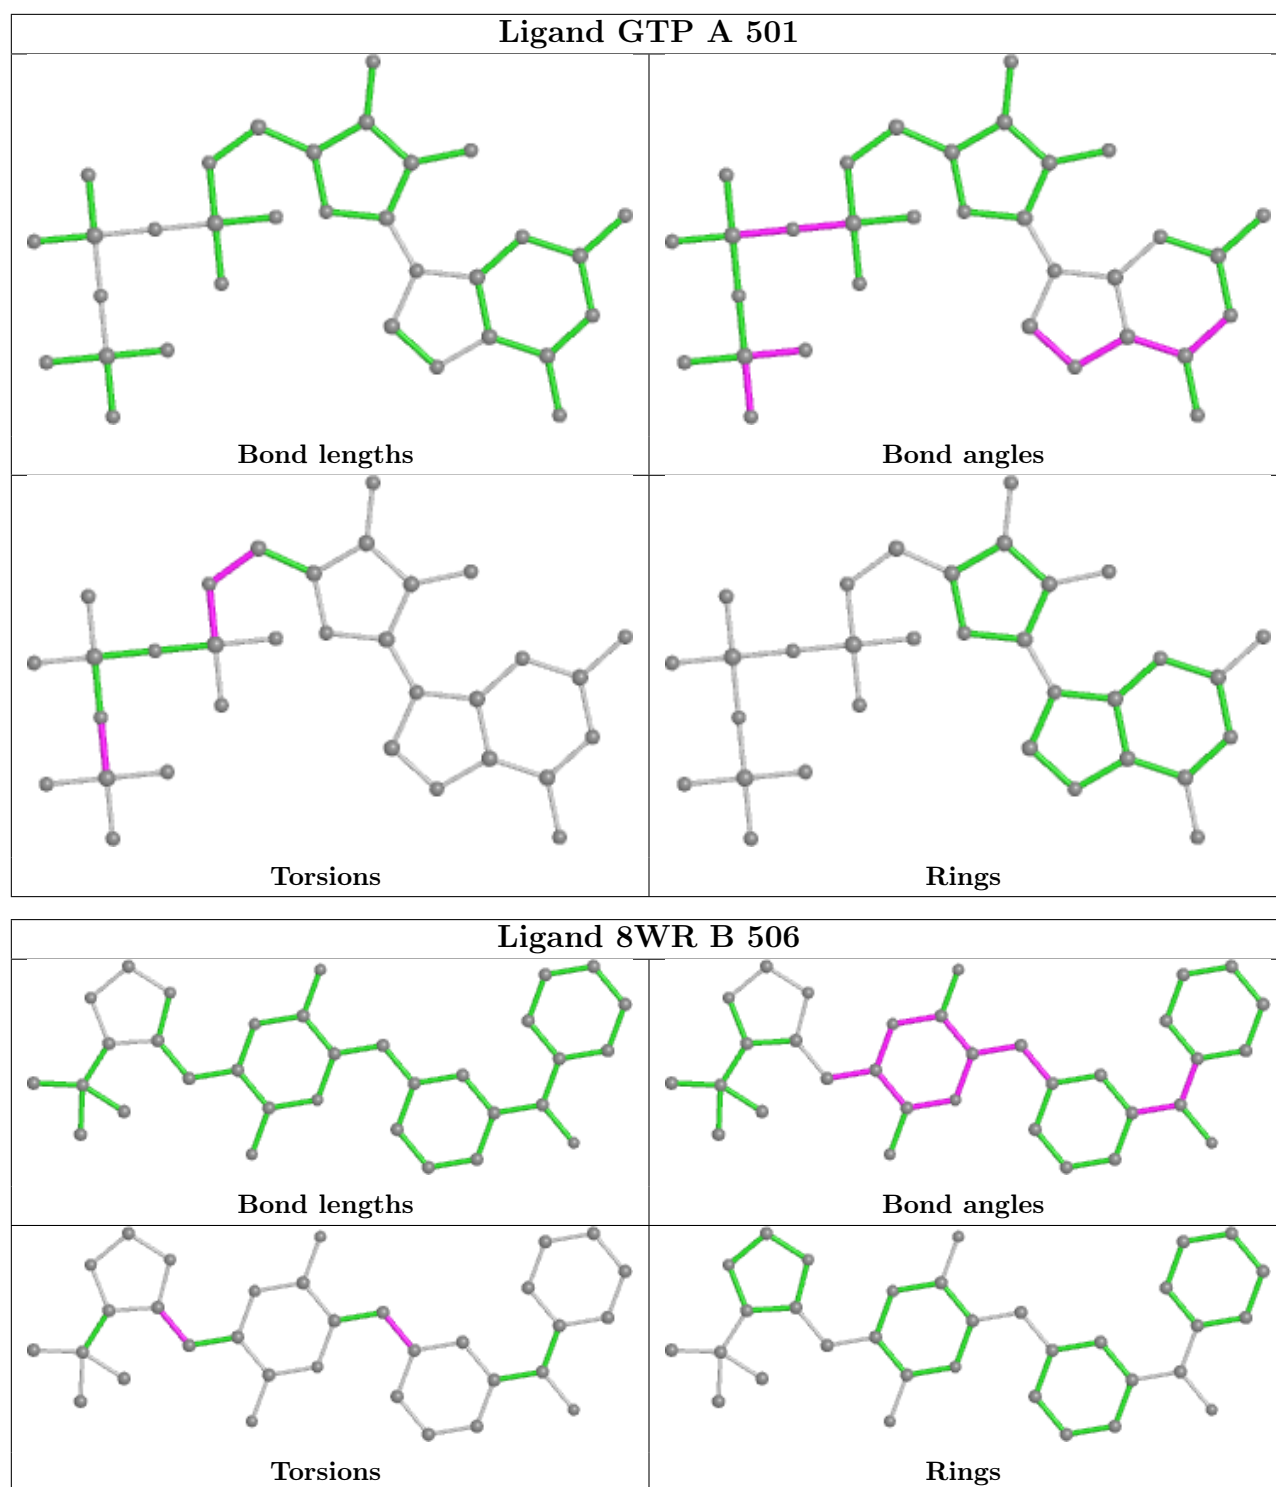 Ligand GTP A 501
Bond lengths
Bond angles
Torsions
Rings
Ligand 8WR B 506
Bond lengths
Bond angles
Torsions
Rings